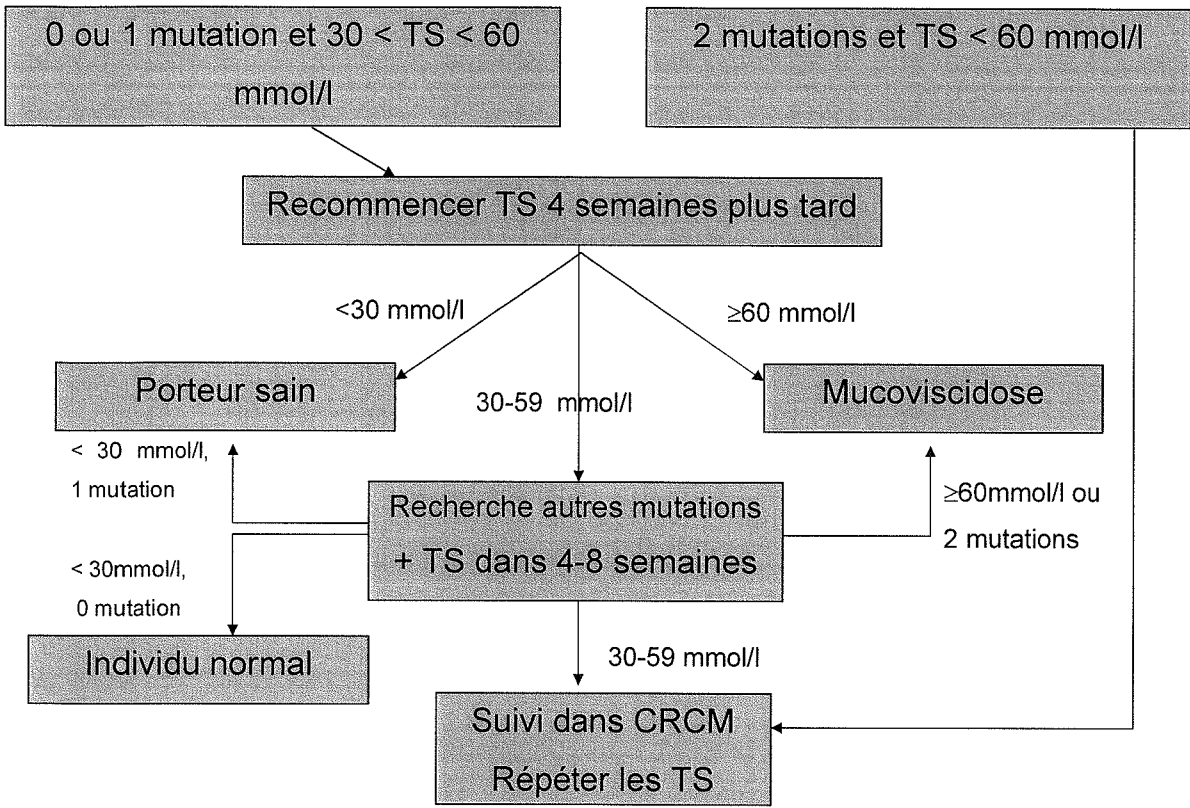 0 ou 1 mutation et 30 < TS < 60
mmol/l
2 mutations et TS < 60 mmol/l
Recommencer TS 4 semaines plus tard
<30 mmol/l
≥60 mmol/l
30-59 mmol/l
Porteur sain
Mucoviscidose
< 30 mmol/l,
1 mutation
Recherche autres mutations
+ TS dans 4-8 semaines
≥60mmol/l ou
2 mutations
< 30mmol/l,
0 mutation
Individu normal
30-59 mmol/l
Suivi dans CRCM
Répéter les TS